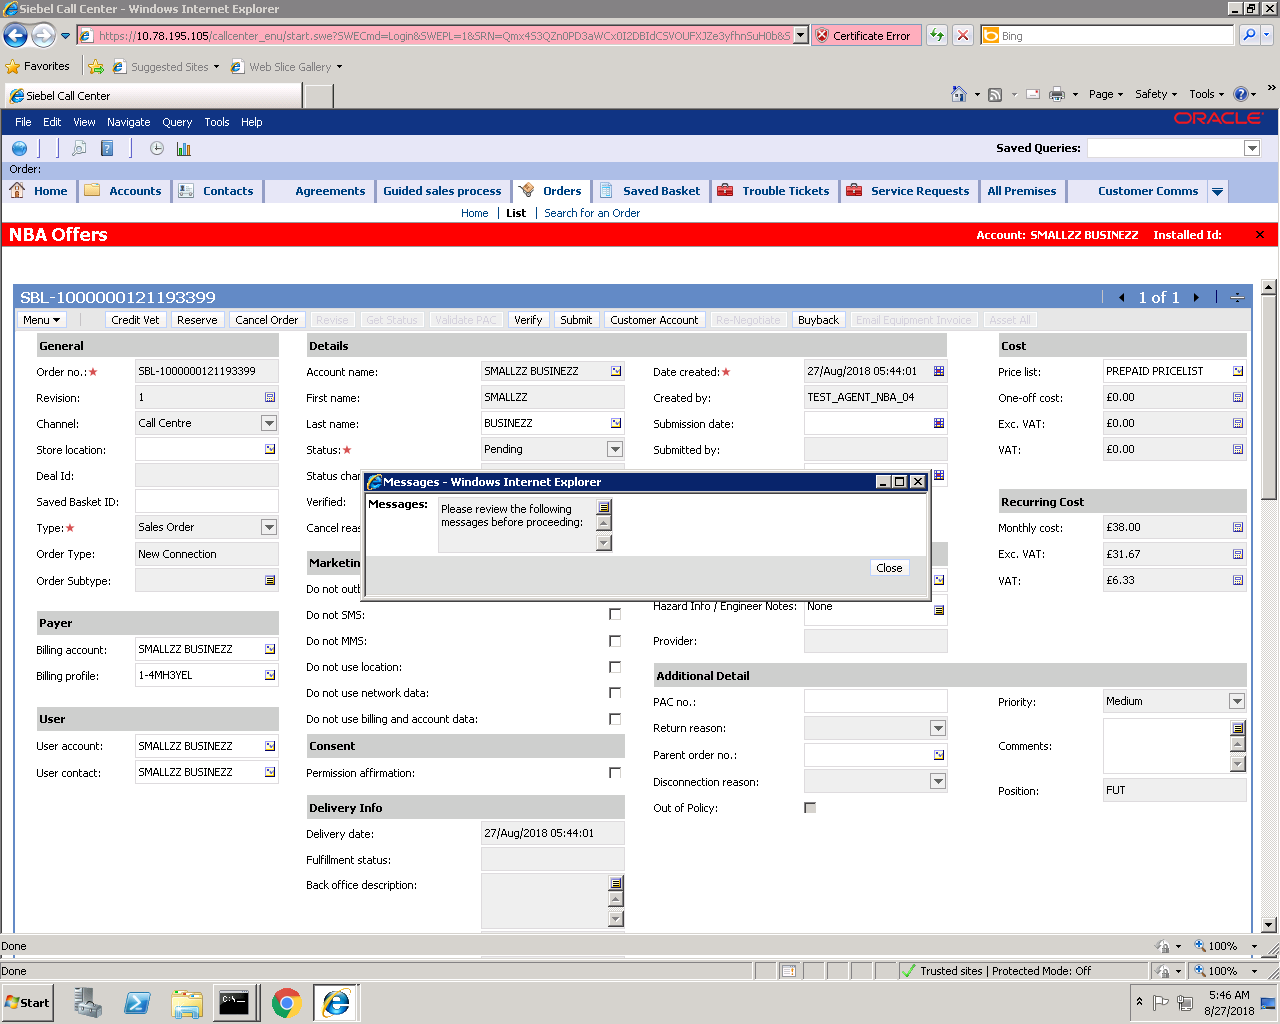 Siebel Call Center - Windows Internet Explorer
Certificate Error
Bing
Favorites
Suggested Sites
Web Slice Gallery
Siebel Call Center
Page
Safety
Tools
File Edit View Navigate Query Tools Help
ORACLE
Saved Queries:
Order:
Home
Accounts
Contacts
Agreements
Guided sales process
Orders
Saved Basket
Trouble Tickets
Service Requests
All Premises
Customer Comms
Home | List | Search for an Order
NBA Offers
Account: SMALLZZ BUSINEZZ Installed Id:
SBL-1000000121193399
1 of 1
Menu
Credit Vet
Reserve
Cancel Order
Revise
Get Status
Validate PAC
Verify
Submit
Customer Account
Re-Negotiate
Buyback
Email Equipment Invoice
Asset All
General
Order no.: SBL-1000000121193399
Revision: 1
Channel: Call Centre
Store location:
Deal Id:
Saved Basket ID:
Type: Sales Order
Order Type: New Connection
Order Subtype:
Payer
Billing account: SMALLZZ BUSINEZZ
Billing profile: 1-4MH3YEL
User
User account: SMALLZZ BUSINEZZ
User contact: SMALLZZ BUSINEZZ
Details
Account name: SMALLZZ BUSINEZZ
First name: SMALLZZ
Last name: BUSINEZZ
Status: Pending
Status cha
Verified:
Cancel reas
Date created: 27/Aug/2018 05:44:01
Created by: TEST_AGENT_NBA_04
Submission date:
Submitted by:
Messages - Windows Internet Explorer
Messages:
Please review the following
messages before proceeding:
Close
Marketin
Do not outb
Do not SMS:
Do not MMS:
Do not use location:
Do not use network data:
Do not use billing and account data:
Consent
Permission affirmation:
Delivery Info
Delivery date: 27/Aug/2018 05:44:01
Fulfillment status:
Back office description:
Hazard Info / Engineer Notes: None
Provider:
Additional Detail
PAC no.:
Return reason:
Parent order no.:
Disconnection reason:
Out of Policy:
Priority: Medium
Comments:
Position: FUT
Cost
Price list: PREPAID PRICELIST
One-off cost: £0.00
Exc. VAT: £0.00
VAT: £0.00
Recurring Cost
Monthly cost: £38.00
Exc. VAT: £31.67
VAT: £6.33
Done
100%
Done
Trusted sites | Protected Mode: Off
100%
Start
5:46 AM
8/27/2018